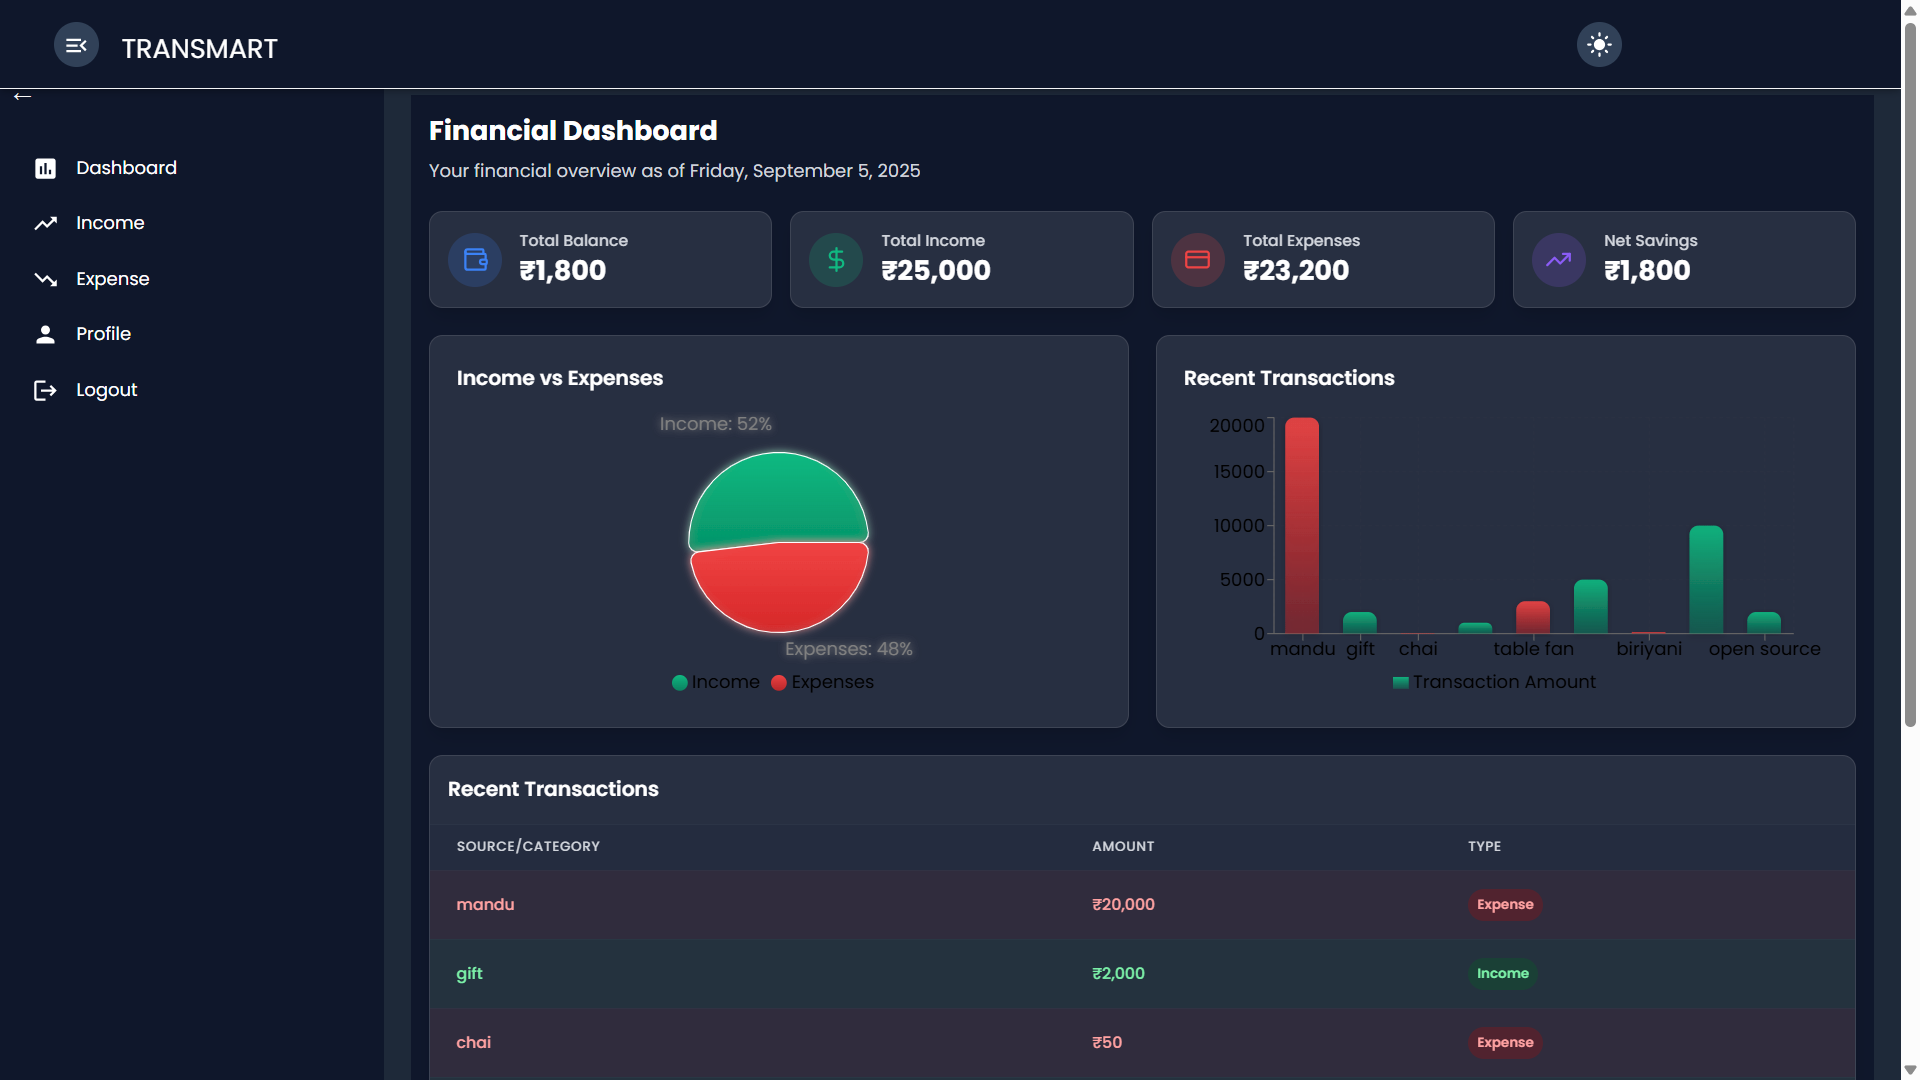 TRANSMART
←
Dashboard
Income
Expense
Profile
Logout
Financial Dashboard
Your financial overview as of Friday, September 5, 2025
Total Balance
₹1,800
Total Income
₹25,000
Total Expenses
₹23,200
Net Savings
₹1,800
Income vs Expenses
Income: 52%
Expenses: 48%
Income Expenses
Recent Transactions
20000
15000
10000
5000
0
mandu gift chai table fan biriyani open source
Transaction Amount
Recent Transactions
SOURCE/CATEGORY AMOUNT TYPE
mandu ₹20,000 Expense
gift ₹2,000 Income
chai ₹50 Expense